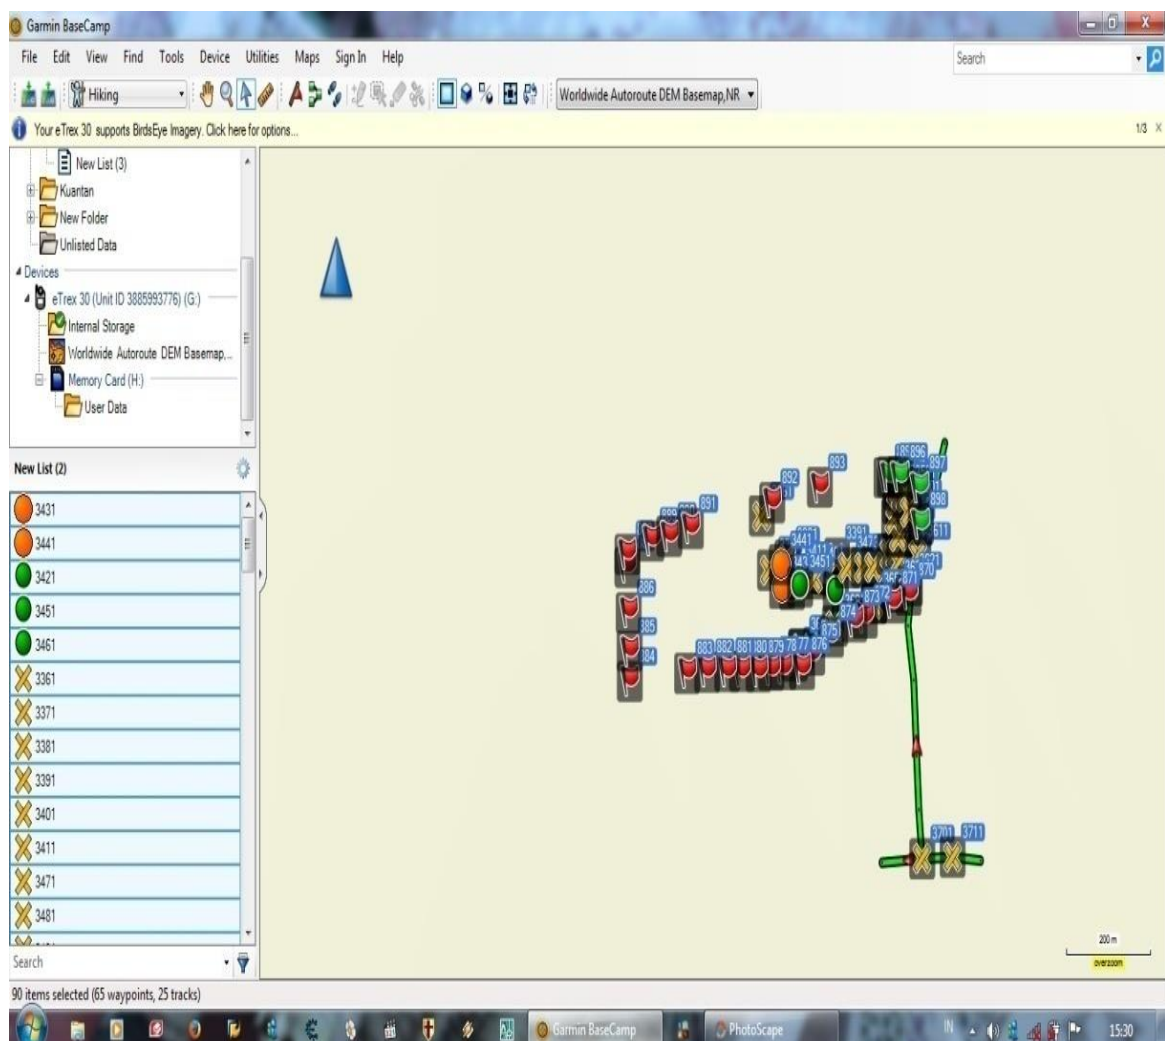 Garmin BaseCamp
File Edit View Find Tools Device Utilities Maps Sign In Help
Search
Hiking
Worldwide Autoroute DEM Basemap,NR
Your eTrex 30 supports BirdsEye Imagery. Click here for options...
1/3
New List (3)
Kuantan
New Folder
Unlisted Data
Devices
eTrex 30 (Unit ID 3885993776) (G:)
Internal Storage
Worldwide Autoroute DEM Basemap,...
Memory Card (H:)
User Data
New List (2)
3431
3441
3421
3451
3461
3361
3371
3381
3391
3401
3411
3471
3481
Search
90 items selected (65 waypoints, 25 tracks)
896
897
893
892
898
891
3391
3441
3451
870
871
886
874
873
875
885
883 882 881 879 876
3701 3711
200 m
overzoom
Garmin BaseCamp
PhotoScape
IN
15:30